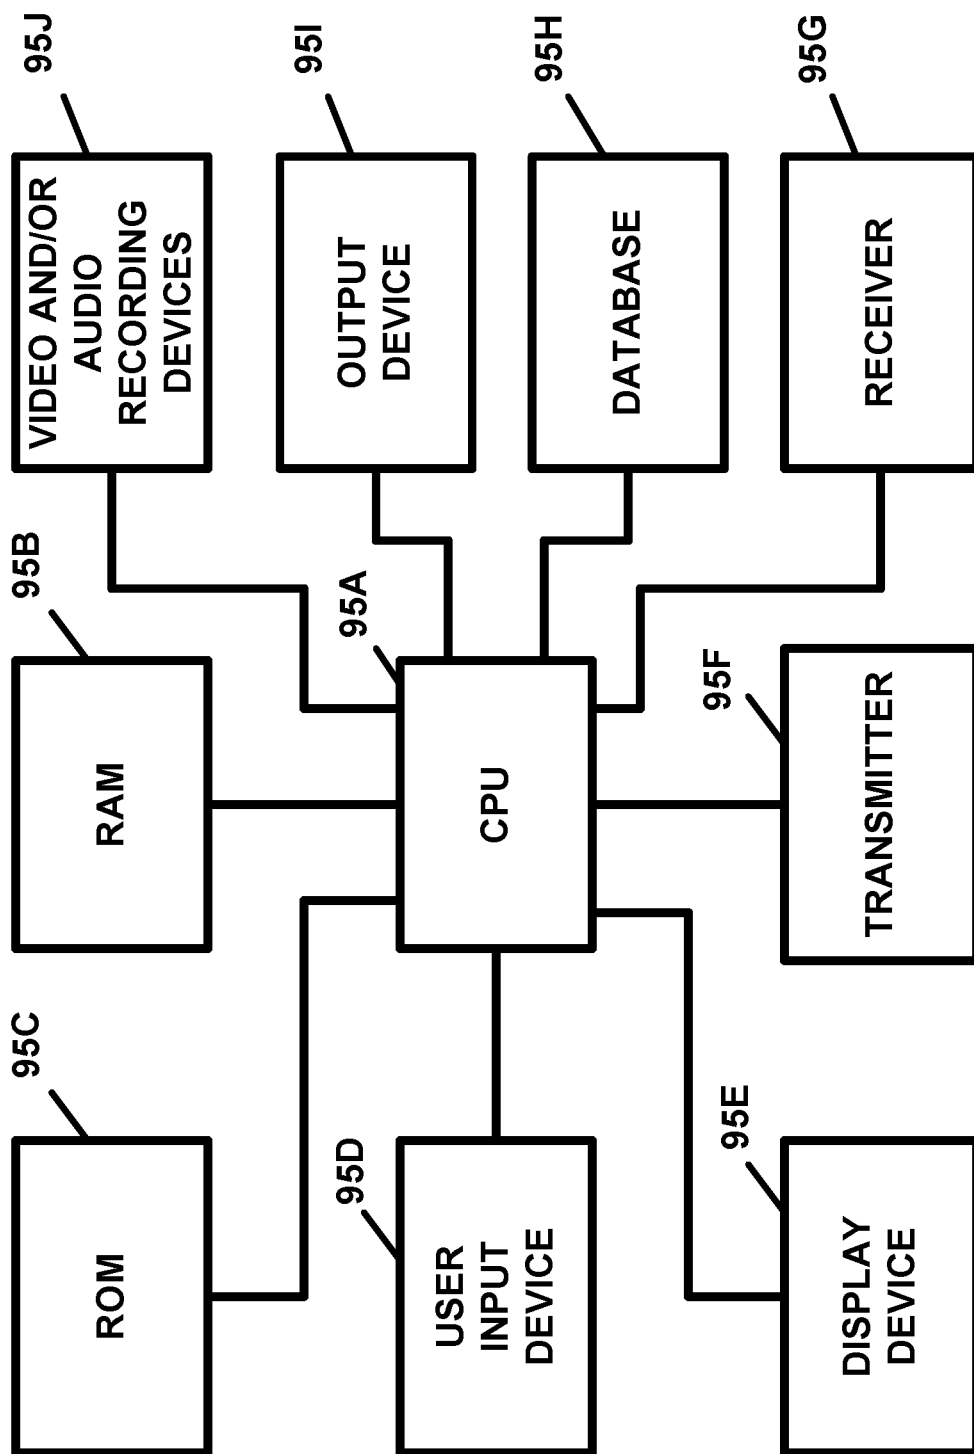 95C
ROM
95B
RAM
95J
VIDEO AND/OR
AUDIO
RECORDING
DEVICES
95D
USER
INPUT
DEVICE
95A
CPU
95I
OUTPUT
DEVICE
95H
DATABASE
95E
DISPLAY
DEVICE
95F
TRANSMITTER
95G
RECEIVER